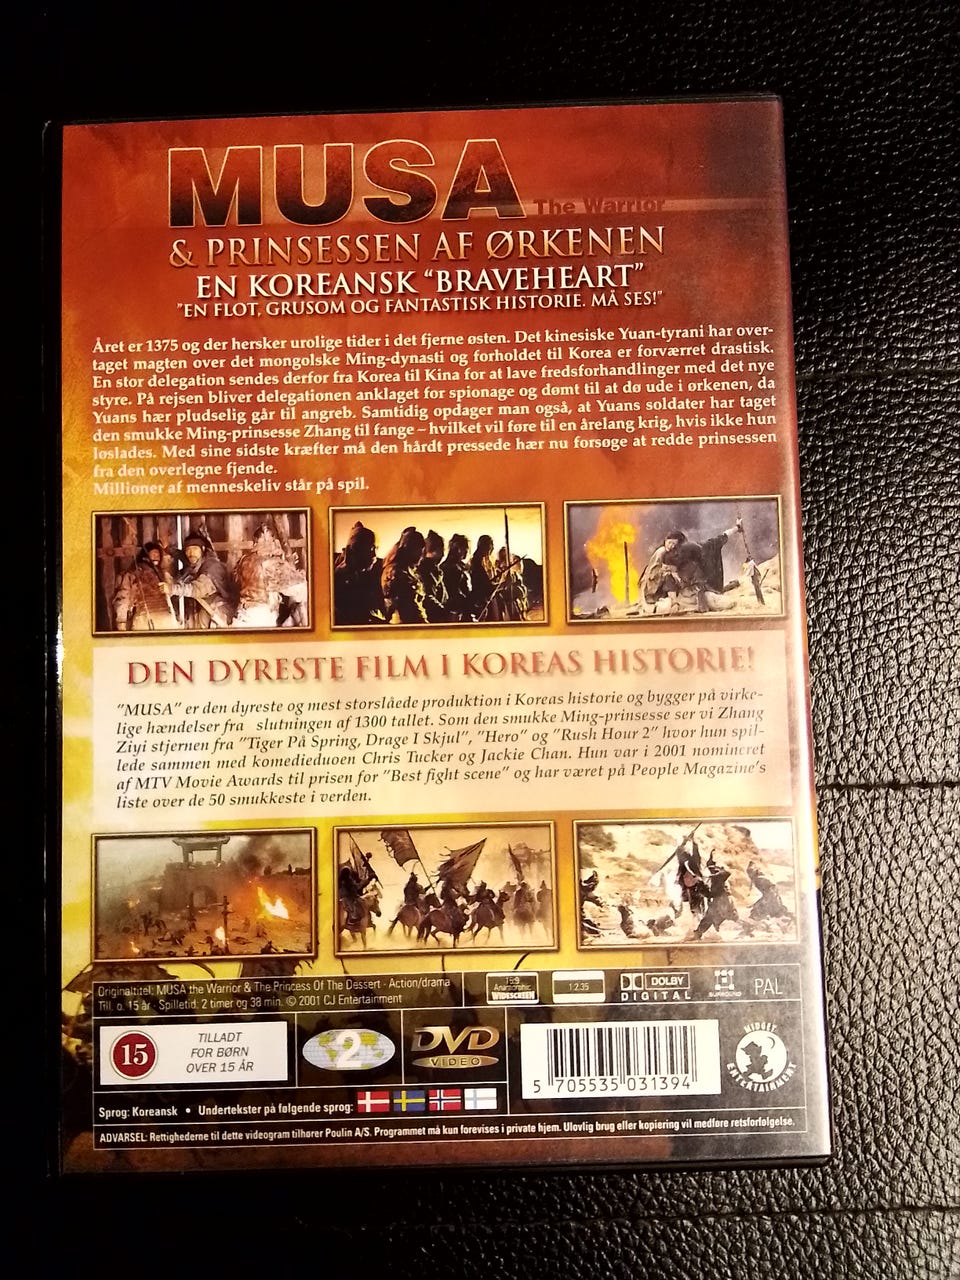 MUSA
The Warrior
& PRINSESSEN AF ØRKENEN
EN KOREANSK "BRAVEHEART"
"EN FLOT, GRUSOM OG FANTASTISK HISTORIE. MÅ SES!"
Året er 1375 og der hersker urolige tider i det fjerne østen. Det kinesiske Yuan-tyrani har over-
taget magten over det mongolske Ming-dynasti og forholdet til Korea er forværret drastisk.
En stor delegation sendes derfor fra Korea til Kina for at lave fredsforhandlinger med det nye
styre. På rejsen bliver delegationen anklaget for spionage og dømt til at dø ude i ørkenen, da
Yuans hær pludselig går til angreb. Samtidig opdager man også, at Yuans soldater har taget
den smukke Ming-prinsesse Zhang til fange – hvilket vil føre til en årelang krig, hvis ikke hun
løslades. Med sine sidste kræfter må den hårdt pressede hær nu forsøge at redde prinsessen
fra den overlegne fjende.
Millioner af menneskeliv står på spil.
DEN DYRESTE FILM I KOREAS HISTORIE!
"MUSA" er den dyreste og mest storslåede produktion i Koreas historie og bygger på virke-
lige hændelser fra slutningen af 1300 tallet. Som den smukke Ming-prinsesse ser vi Zhang
Ziyi stjernen fra "Tiger På Spring, Drage I Skjul", "Hero" og "Rush Hour 2" hvor hun spil-
lede sammen med komedieduoen Chris Tucker og Jackie Chan. Hun var i 2001 nomineret
af MTV Movie Awards til prisen for "Best fight scene" og har været på People Magazine's
liste over de 50 smukkeste i verden.
Originaltitel: MUSA the Warrior & The Princess Of The Dessert · Action/drama
Till. o. 15 år · Spilletid: 2 timer og 38 min. © 2001 CJ Entertainment
16:9
Anamorphic
WIDESCREEN
1:2.35
DOLBY
DIGITAL
SURROUND
PAL
15
TILLADT
FOR BØRN
OVER 15 ÅR
2
DVD
VIDEO
5 705535 031394
MIDGET
ENTERTAINMENT
Sprog: Koreansk • Undertekster på følgende sprog:
ADVARSEL: Rettighederne til dette videogram tilhører Poulin A/S. Programmet må kun forevises i private hjem. Ulovlig brug eller kopiering vil medføre retsforfølgelse.